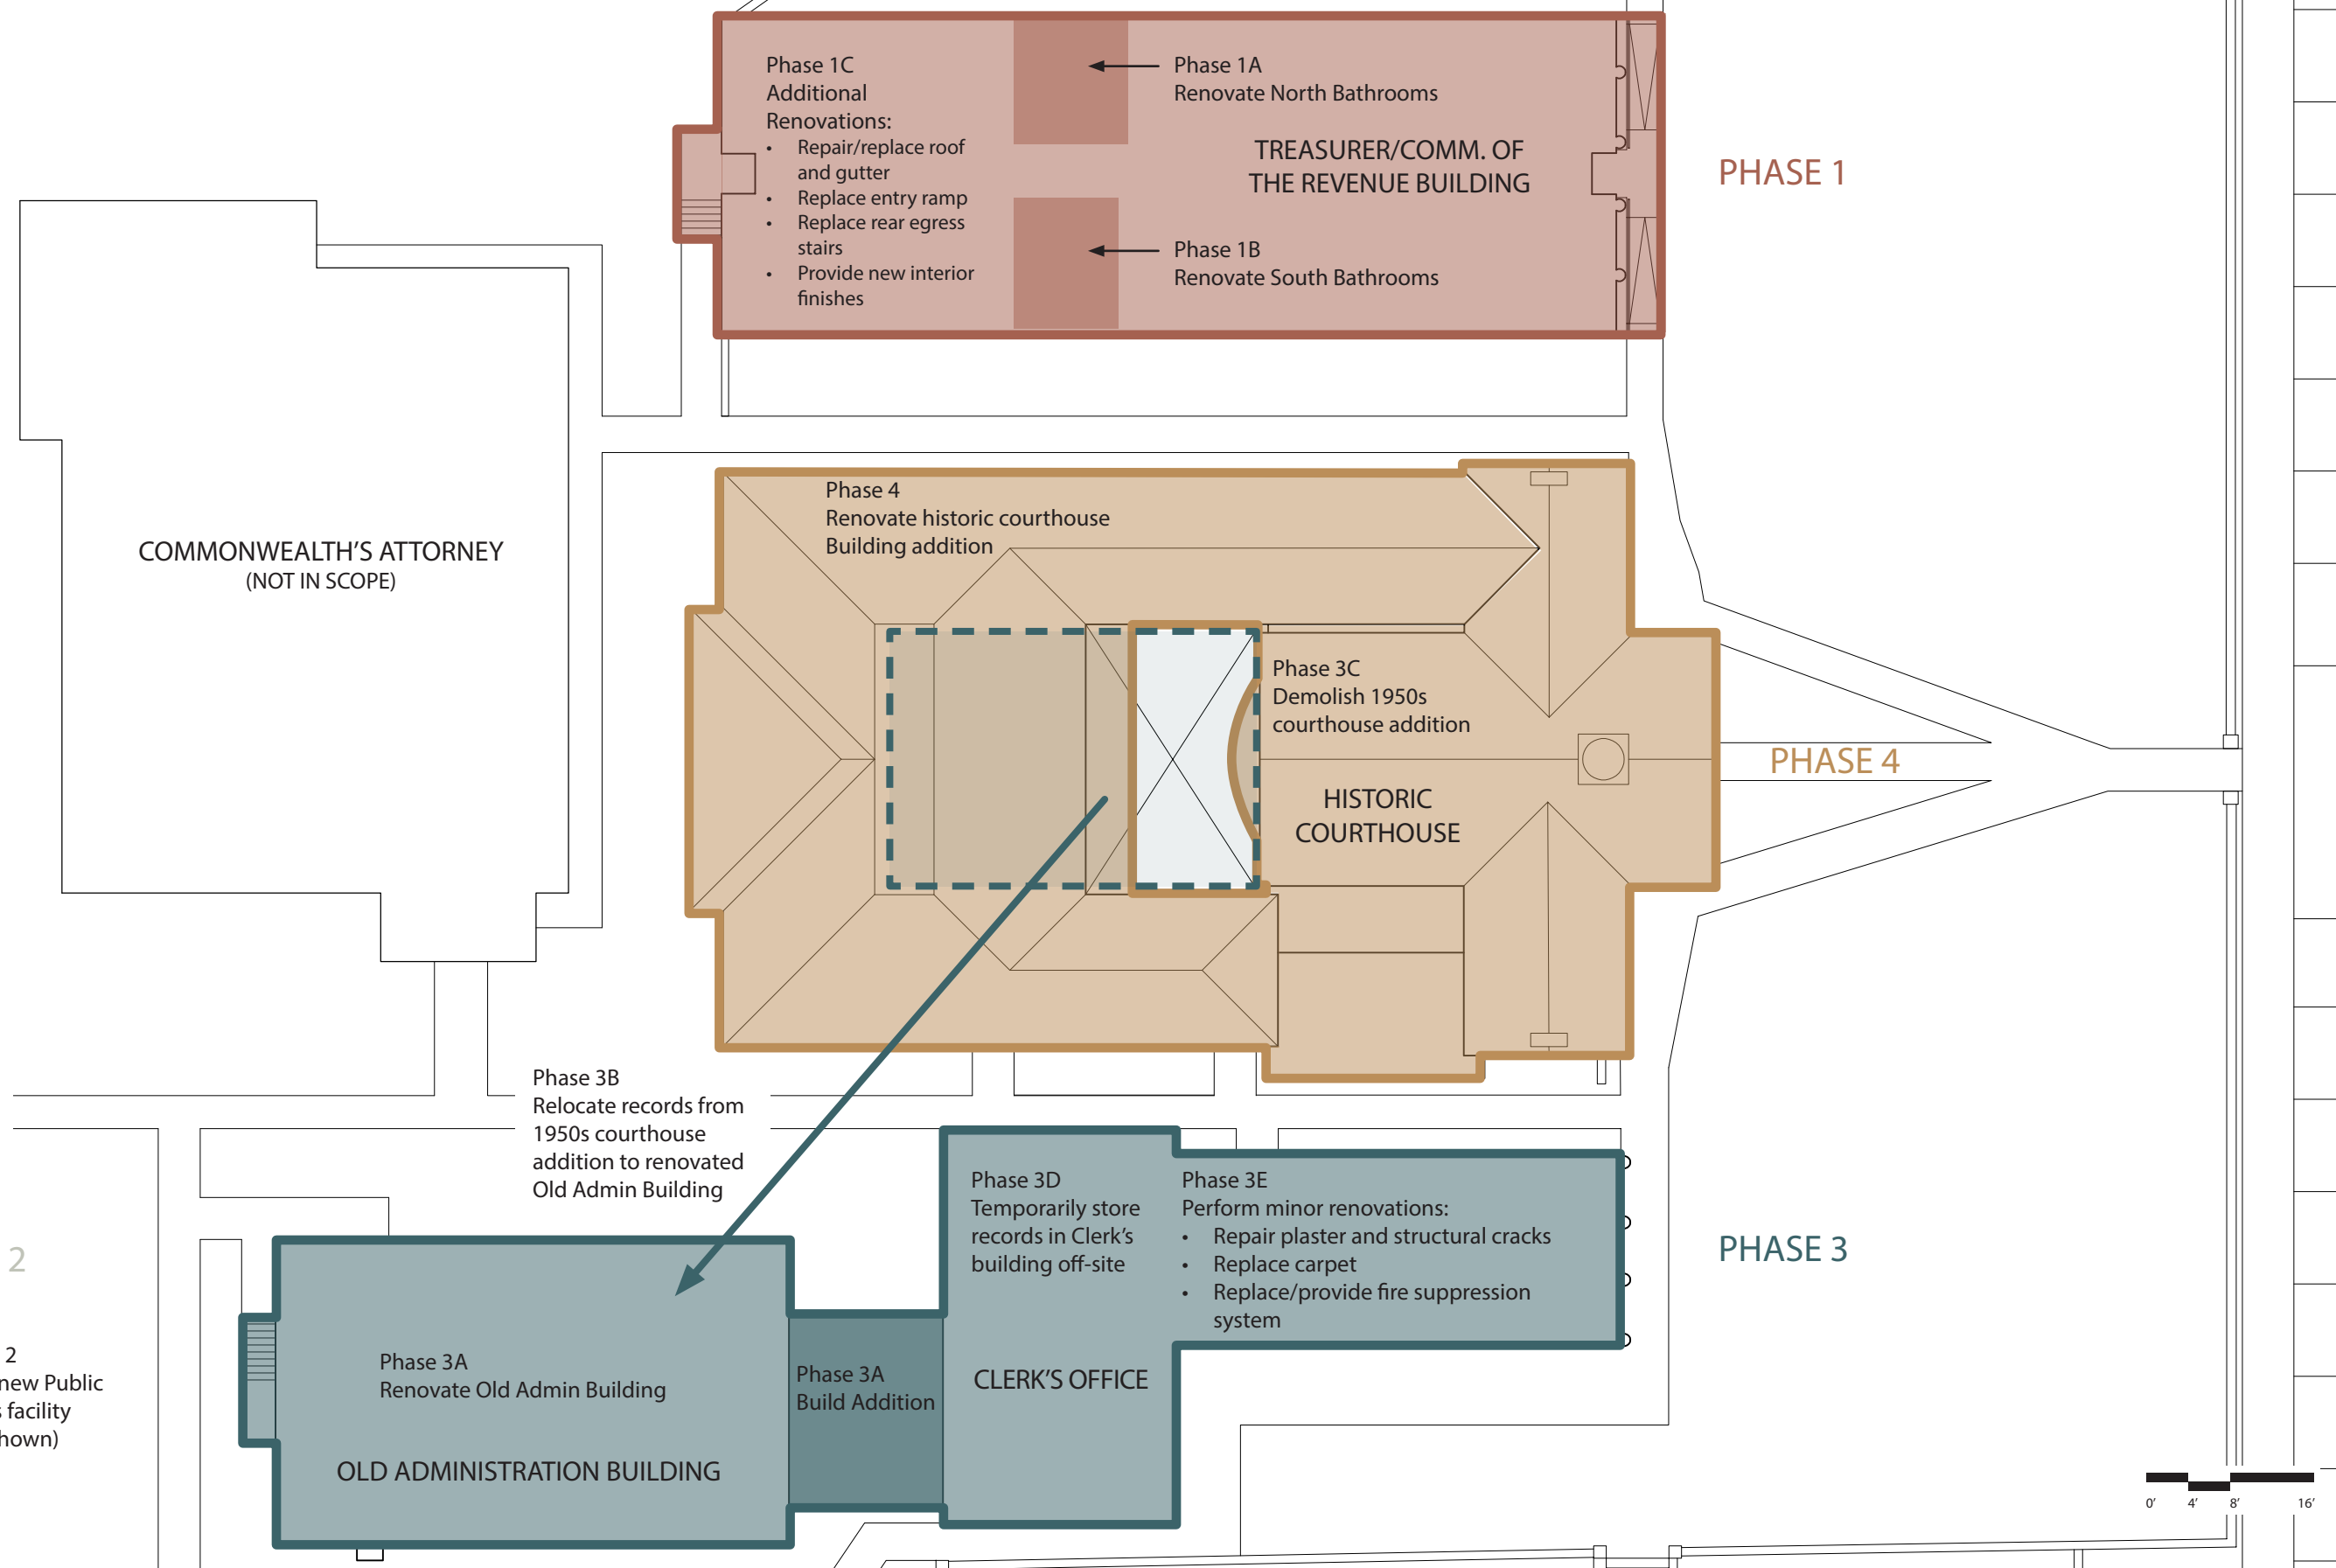 Phase 1C
Additional
Renovations:
• Repair/replace roof
and gutter
• Replace entry ramp
• Replace rear egress
stairs
• Provide new interior
finishes
Phase 1A
Renovate North Bathrooms
TREASURER/COMM. OF
THE REVENUE BUILDING
Phase 1B
Renovate South Bathrooms
PHASE 1
COMMONWEALTH'S ATTORNEY
(NOT IN SCOPE)
Phase 4
Renovate historic courthouse
Building addition
Phase 3C
Demolish 1950s
courthouse addition
HISTORIC
COURTHOUSE
PHASE 4
Phase 3B
Relocate records from
1950s courthouse
addition to renovated
Old Admin Building
Phase 3D
Temporarily store
records in Clerk's
building off-site
Phase 3E
Perform minor renovations:
• Repair plaster and structural cracks
• Replace carpet
• Replace/provide fire suppression
system
PHASE 3
2
2
new Public
facility
hown)
Phase 3A
Renovate Old Admin Building
OLD ADMINISTRATION BUILDING
Phase 3A
Build Addition
CLERK'S OFFICE
0' 4' 8' 16'